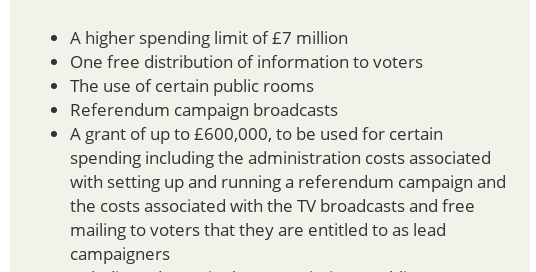 • A higher spending limit of £7 million
• One free distribution of information to voters
• The use of certain public rooms
• Referendum campaign broadcasts
• A grant of up to £600,000, to be used for certain
spending including the administration costs associated
with setting up and running a referendum campaign and
the costs associated with the TV broadcasts and free
mailing to voters that they are entitled to as lead
campaigners